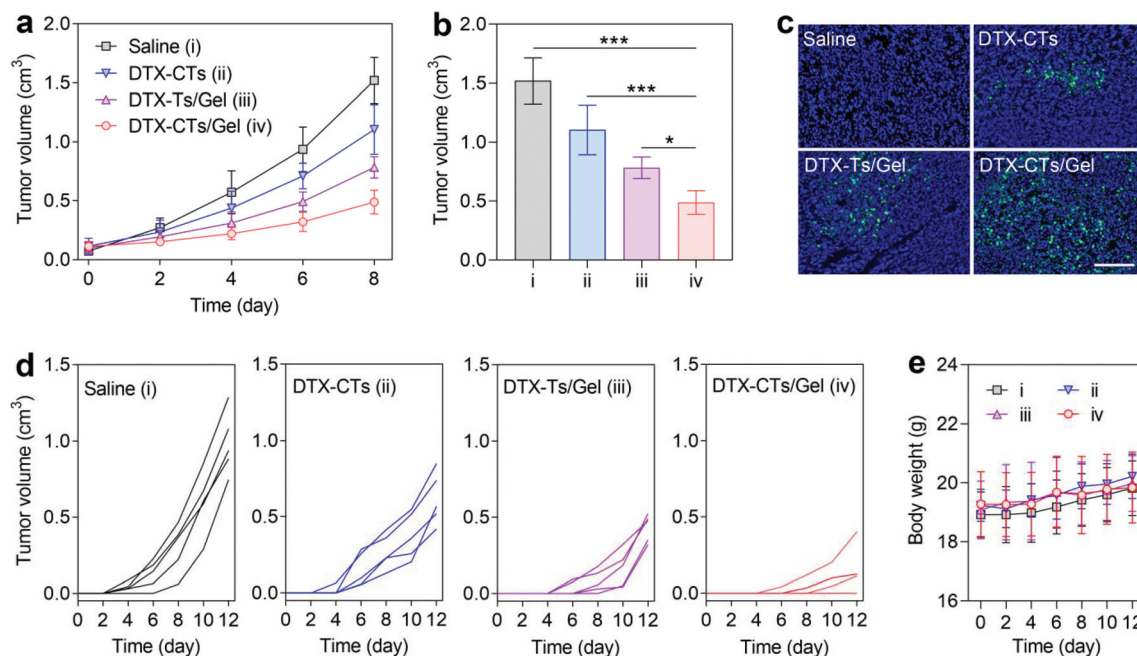 a
Tumor volume (cm³)
2.0
1.5
1.0
0.5
0.0
Saline (i)
DTX-CTs (ii)
DTX-Ts/Gel (iii)
DTX-CTs/Gel (iv)
0 2 4 6 8
Time (day)
b
Tumor volume (cm³)
2.0
1.5
1.0
0.5
0.0
***
***
*
i ii iii iv
c
Saline
DTX-CTs
DTX-Ts/Gel
DTX-CTs/Gel
d
Tumor volume (cm³)
1.5
1.0
0.5
0.0
Saline (i)
0 2 4 6 8 10 12
Time (day)
1.5
1.0
0.5
0.0
DTX-CTs (ii)
0 2 4 6 8 10 12
Time (day)
1.5
1.0
0.5
0.0
DTX-Ts/Gel (iii)
0 2 4 6 8 10 12
Time (day)
1.5
1.0
0.5
0.0
DTX-CTs/Gel (iv)
0 2 4 6 8 10 12
Time (day)
e
Body weight (g)
24
22
20
18
16
i ii
iii iv
0 2 4 6 8 10 12
Time (day)